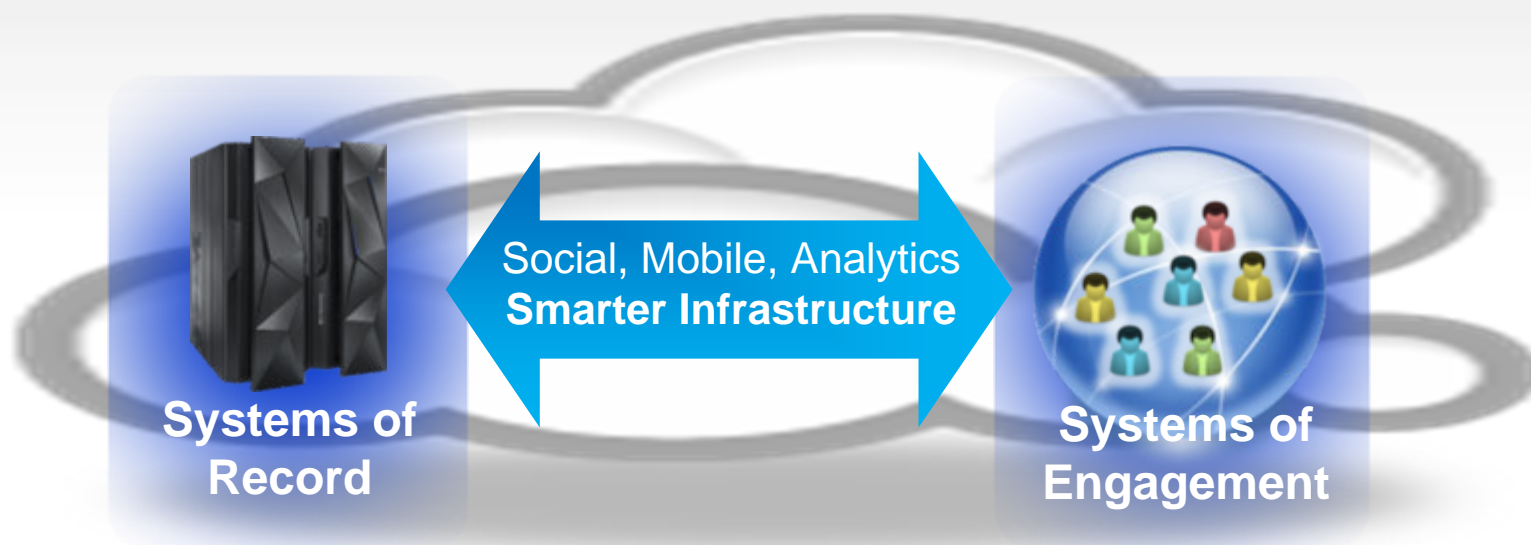 Social, Mobile, Analytics
Smarter Infrastructure
Systems of
Record
Systems of
Engagement